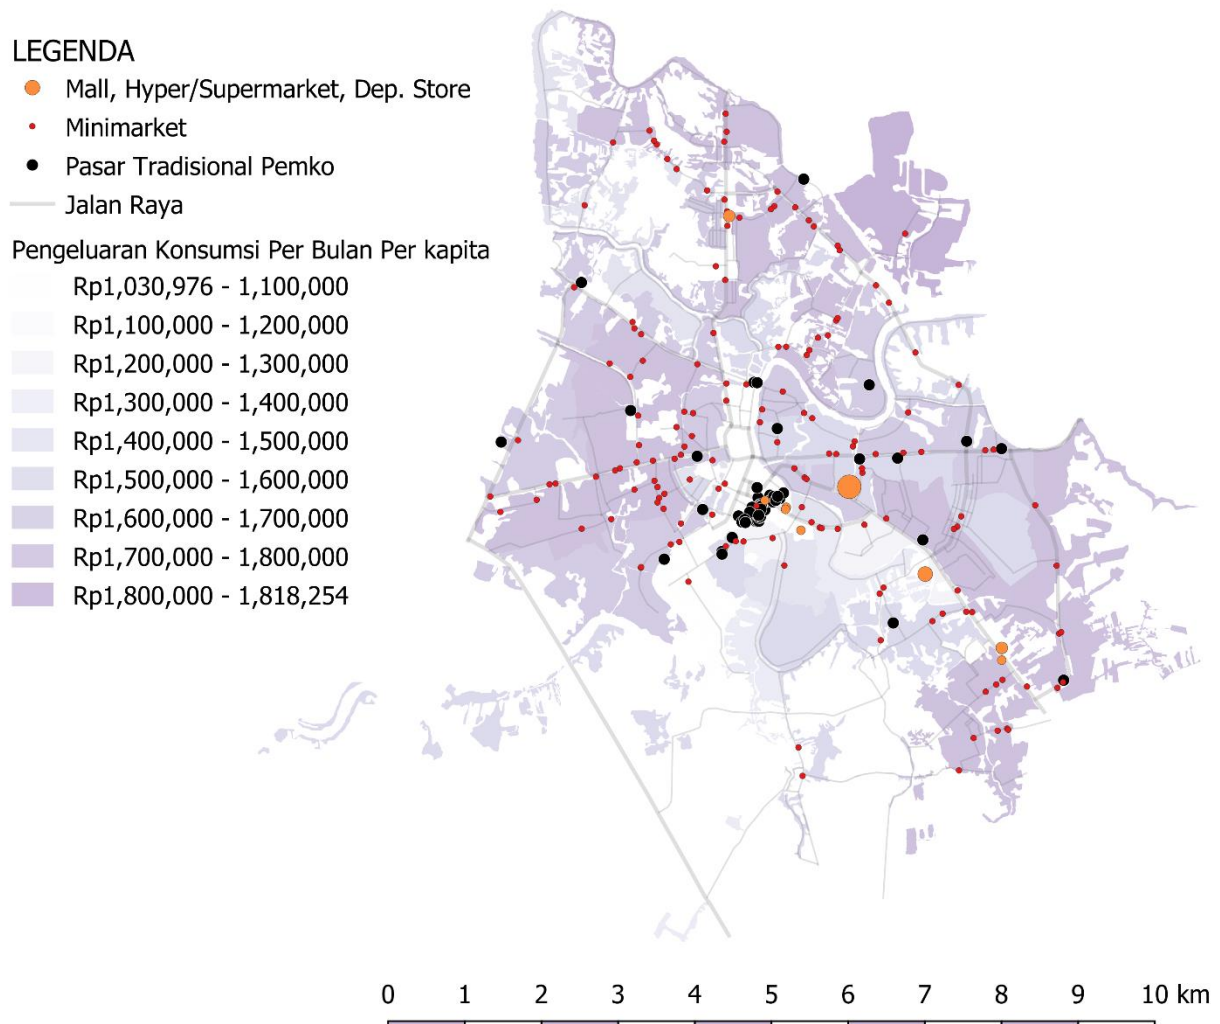 LEGENDA
Mall, Hyper/Supermarket, Dep. Store
Minimarket
Pasar Tradisional Pemko
Jalan Raya
Pengeluaran Konsumsi Per Bulan Per kapita
Rp1,030,976 - 1,100,000
Rp1,100,000 - 1,200,000
Rp1,200,000 - 1,300,000
Rp1,300,000 - 1,400,000
Rp1,400,000 - 1,500,000
Rp1,500,000 - 1,600,000
Rp1,600,000 - 1,700,000
Rp1,700,000 - 1,800,000
Rp1,800,000 - 1,818,254
0 1 2 3 4 5 6 7 8 9 10 km